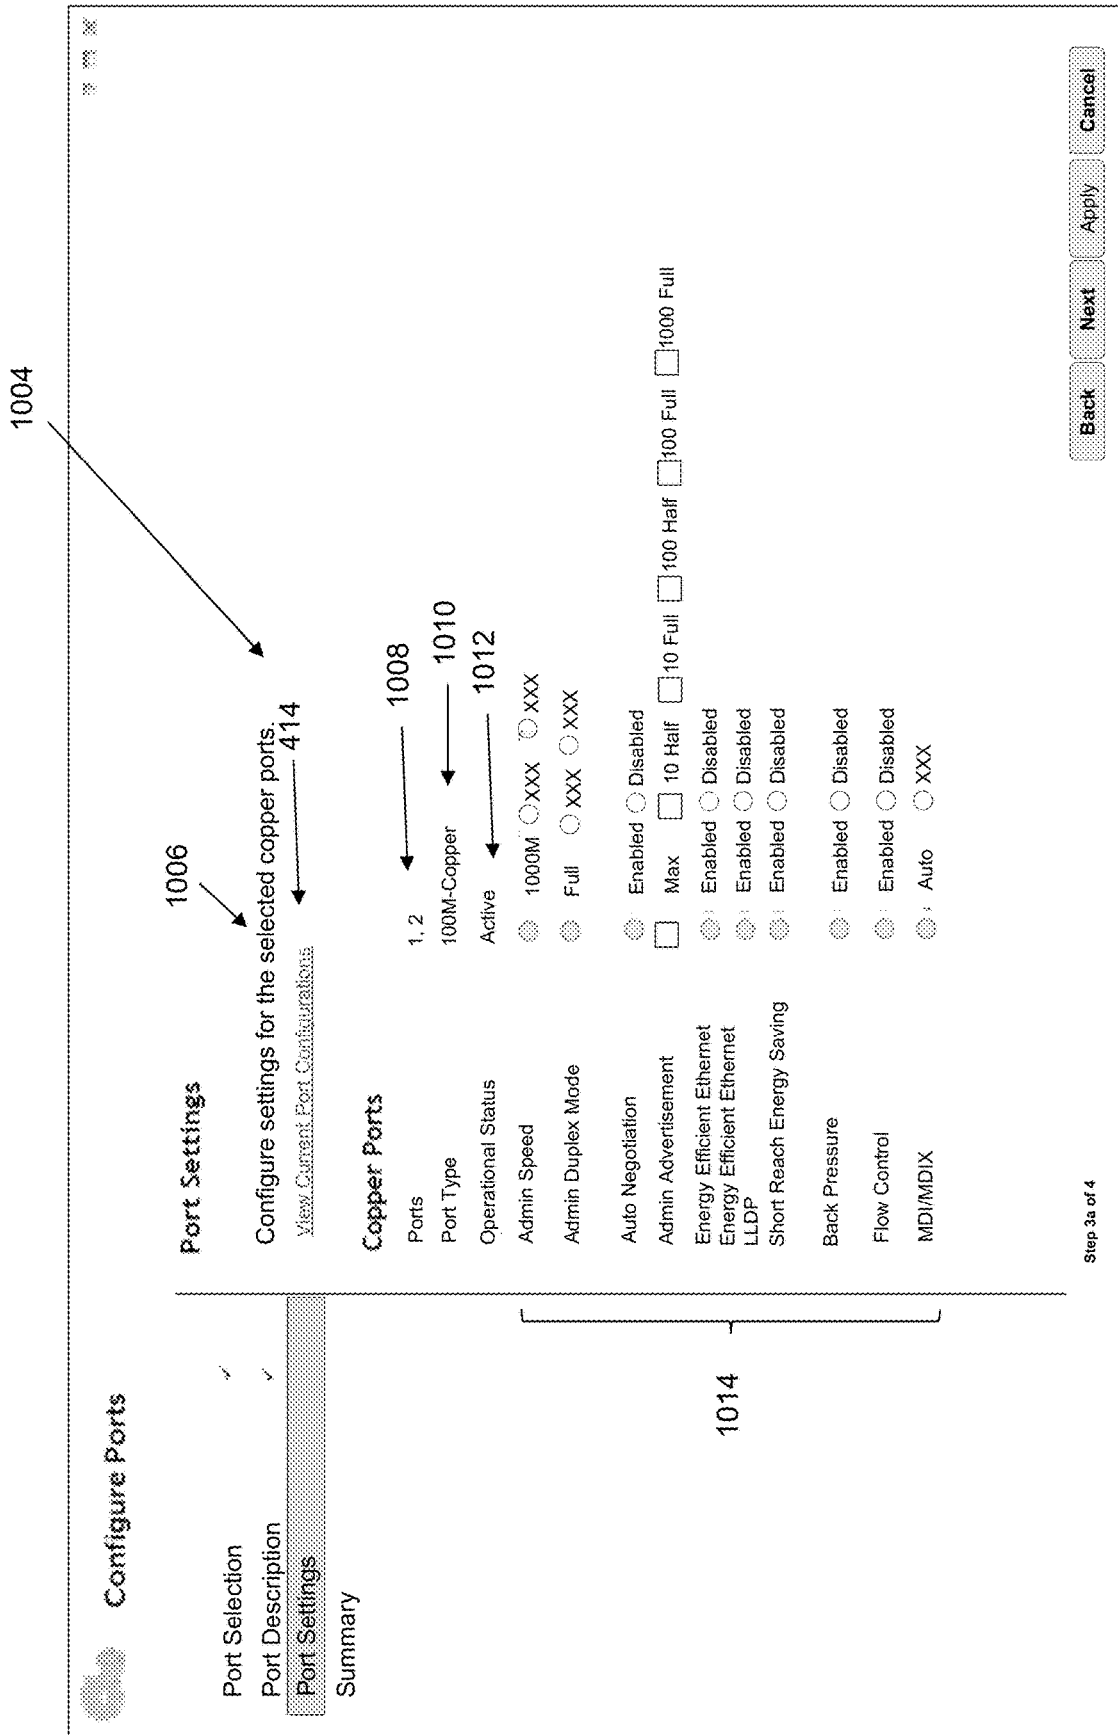 1004
Configure Ports
Port Selection ✓
Port Description ✓
Port Settings
Summary
Port Settings
1006
Configure settings for the selected copper ports.
View Current Port Configurations
414
Copper Ports
Ports 1, 2
1008
Port Type 100M-Copper
1010
Operational Status Active
1012
Admin Speed 1000M XXX XXX
Admin Duplex Mode Full XXX XXX
Auto Negotiation Enabled Disabled
Admin Advertisement Max 10 Half 10 Full 100 Half 100 Full 1000 Full
Energy Efficient Ethernet Enabled Disabled
Energy Efficient Ethernet
LLDP Enabled Disabled
Short Reach Energy Saving Enabled Disabled
Back Pressure Enabled Disabled
Flow Control Enabled Disabled
MDI/MDIX Auto XXX
1014
Step 3a of 4
Back Next Apply Cancel